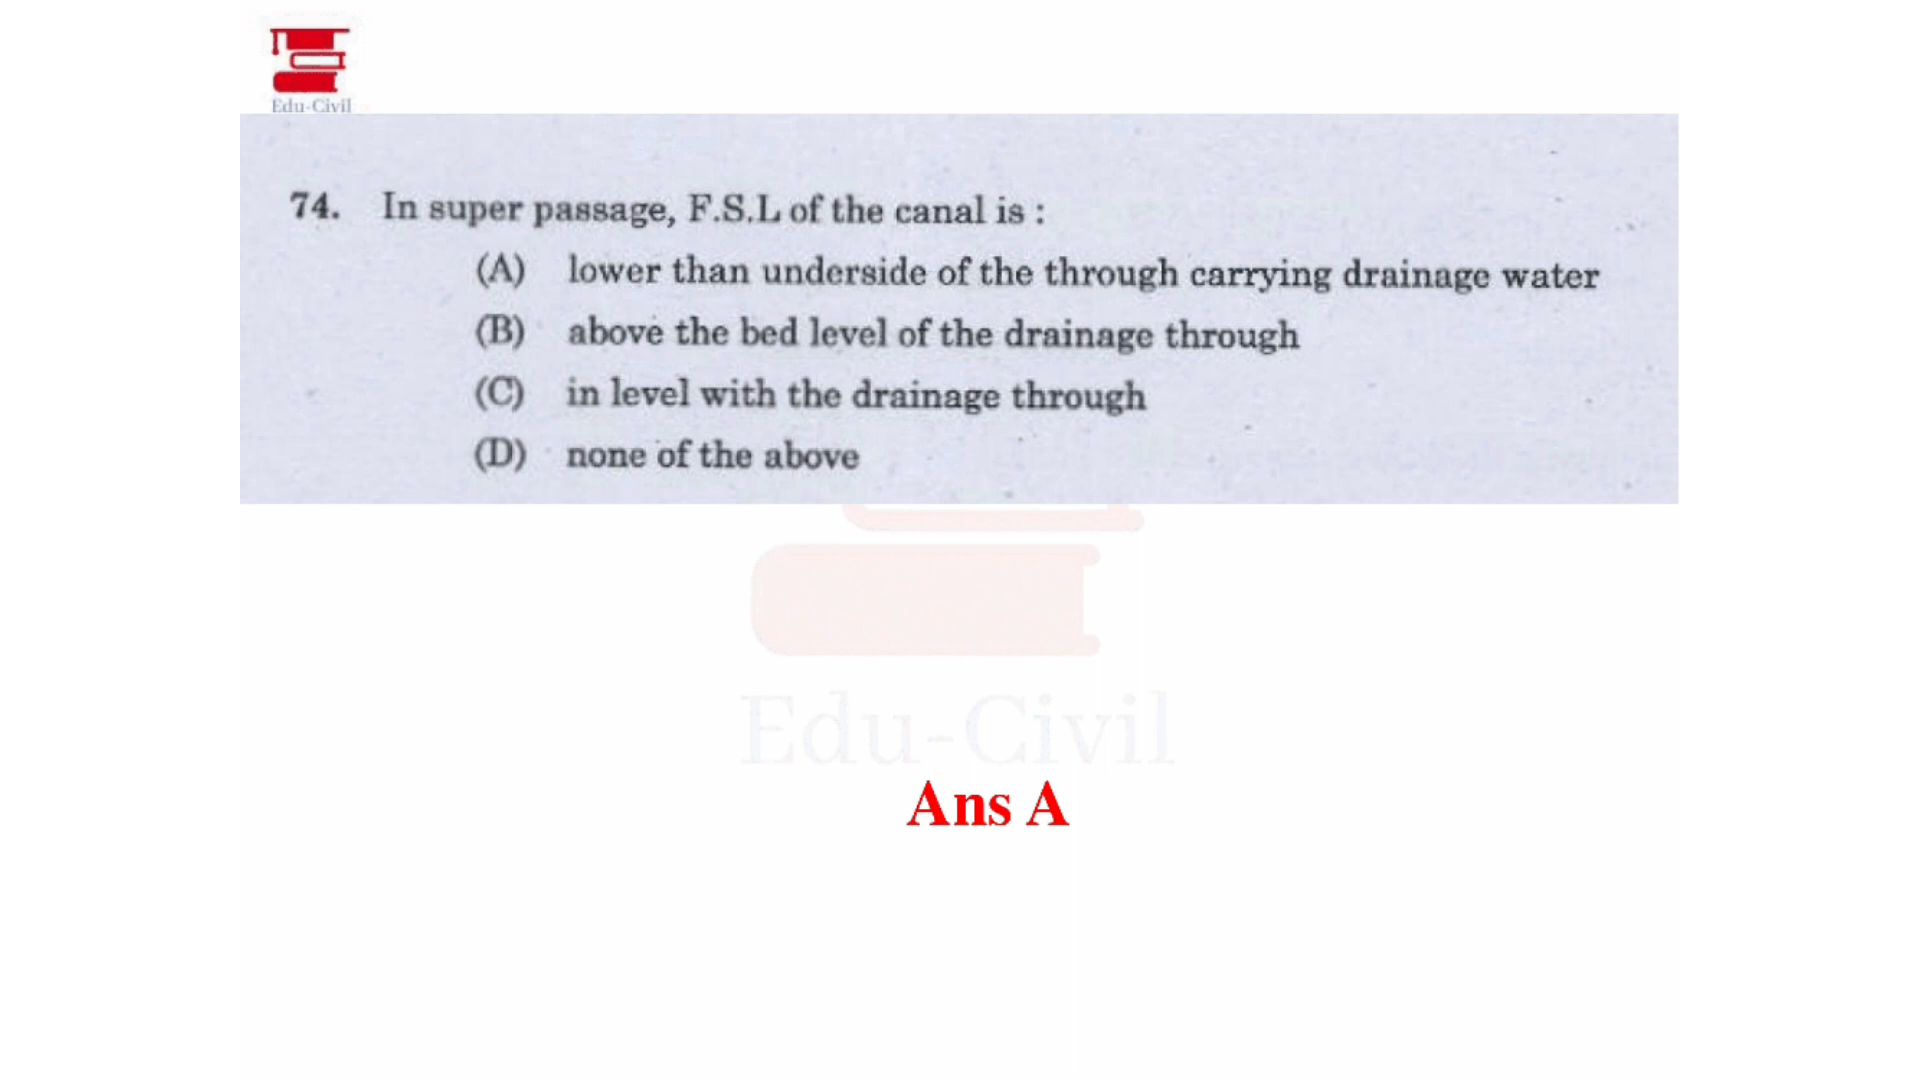 Edu-Civil
74. In super passage, F.S.L of the canal is :
(A) lower than underside of the through carrying drainage water
(B) above the bed level of the drainage through
(C) in level with the drainage through
(D) none of the above
Edu-Civil
Ans A